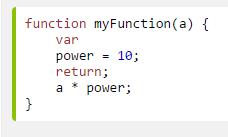 function myFunction(a) {
    var
    power = 10;
    return;
    a * power;
}